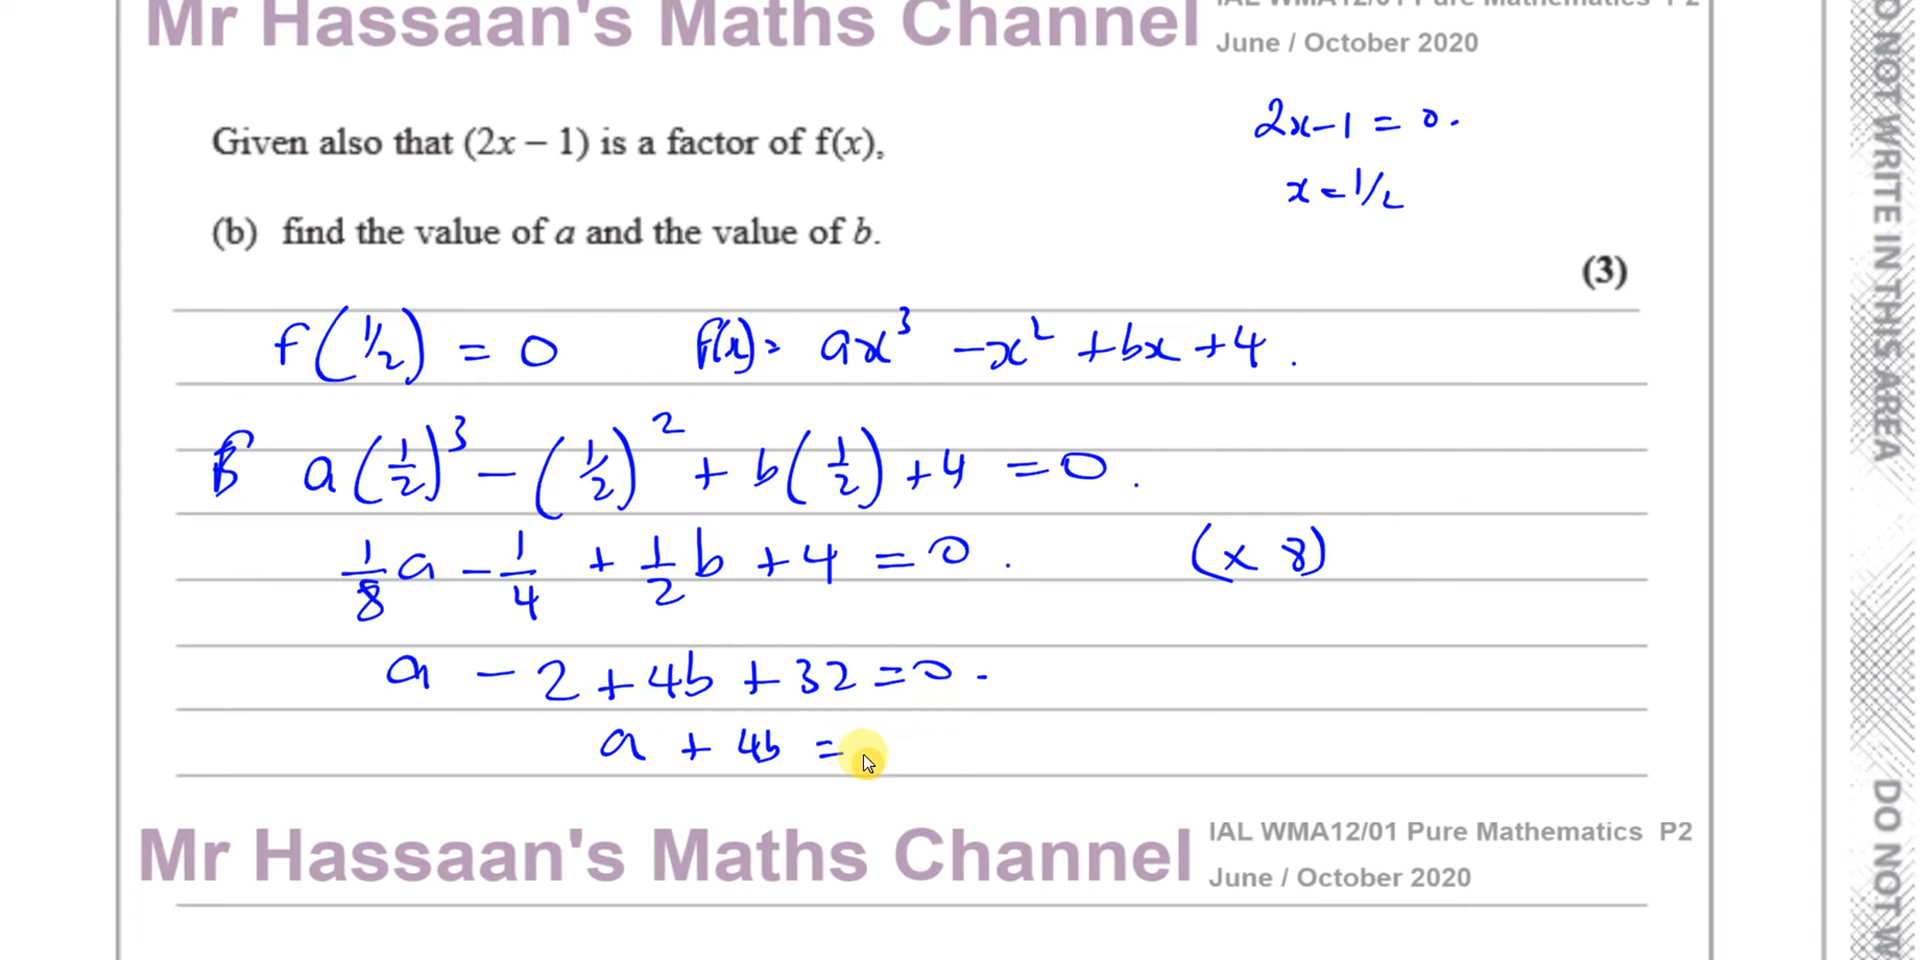 Mr Hassaan's Maths Channel
June / October 2020
Given also that (2x – 1) is a factor of f(x),
2x-1 = 0.
x = 1/2
(b) find the value of a and the value of b.
(3)
f(1/2) = 0 f(x) = ax³ - x² + bx + 4.
a(1/2)³ - (1/2)² + b(1/2) + 4 = 0.
1/8 a - 1/4 + 1/2 b + 4 = 0. (x 8)
a - 2 + 4b + 32 = 0.
a + 4b =
Mr Hassaan's Maths Channel
IAL WMA12/01 Pure Mathematics P2
June / October 2020
DO NOT WRITE IN THIS AREA
DO NOT W